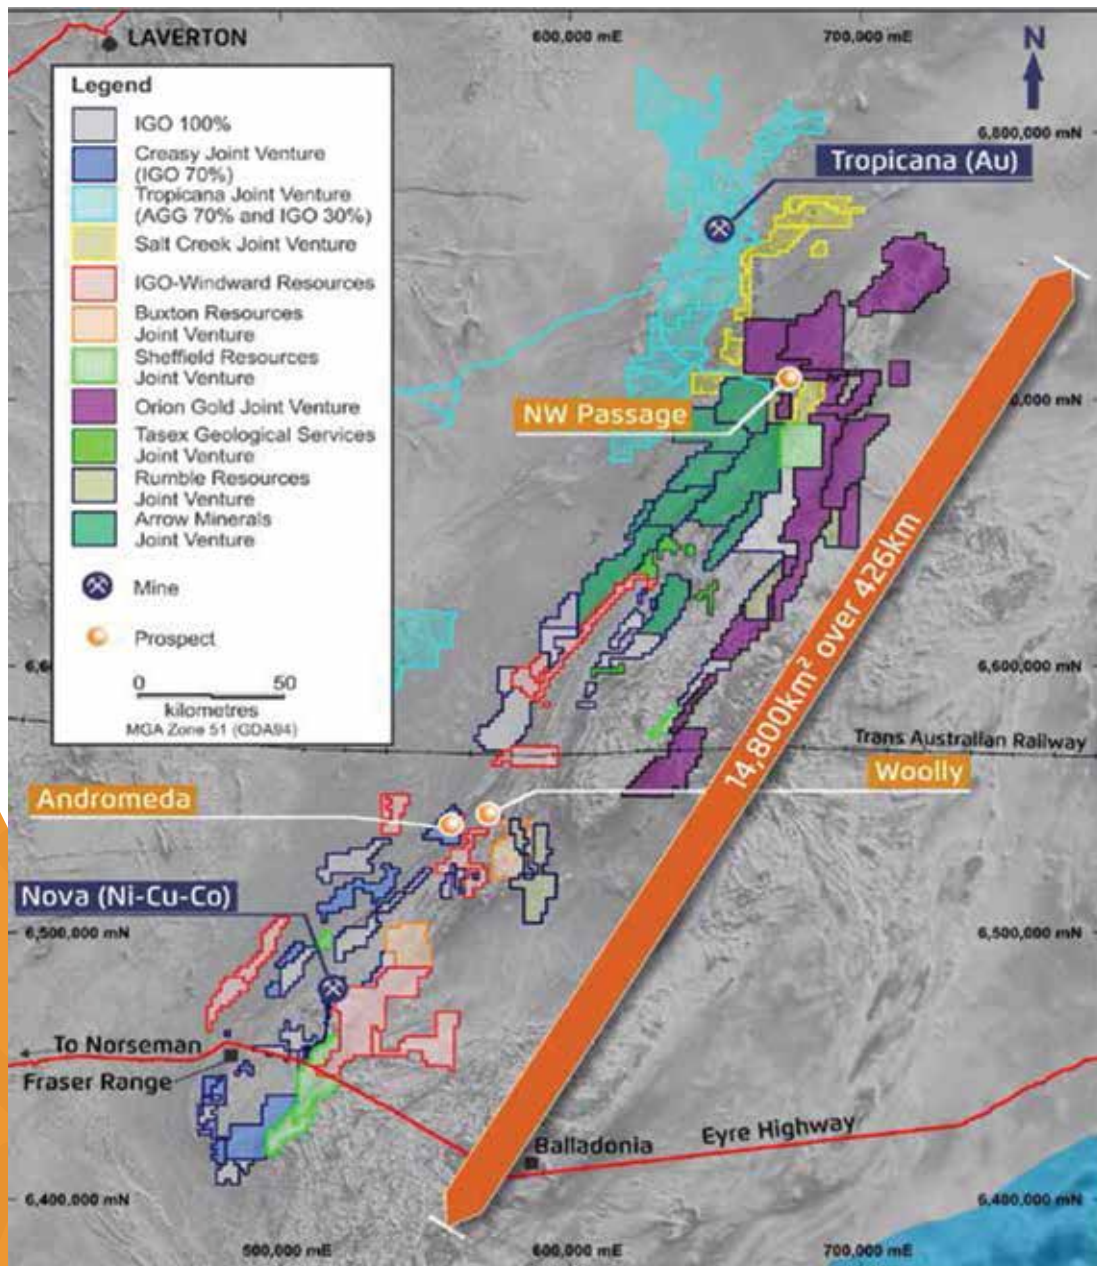 LAVERTON
600,000 mE
700,000 mE
N
Legend
IGO 100%
Creasy Joint Venture
(IGO 70%)
Tropicana Joint Venture
(AGG 70% and IGO 30%)
Salt Creek Joint Venture
IGO-Windward Resources
Buxton Resources
Joint Venture
Sheffield Resources
Joint Venture
Orion Gold Joint Venture
Tasex Geological Services
Joint Venture
Rumble Resources
Joint Venture
Arrow Minerals
Joint Venture
Mine
Prospect
0 50
kilometres
MGA Zone 51 (GDA94)
6,800,000 mN
Tropicana (Au)
NW Passage
0,000 mN
14,800km² over 426km
6,6
6,600,000 mN
Trans Australian Railway
Woolly
Andromeda
Nova (Ni-Cu-Co)
6,500,000 mN
6,500,000 mN
To Norseman
Fraser Range
Balladonia
Eyre Highway
6,400,000 mN
6,400,000 mN
500,000 mE
600,000 mE
700,000 mE